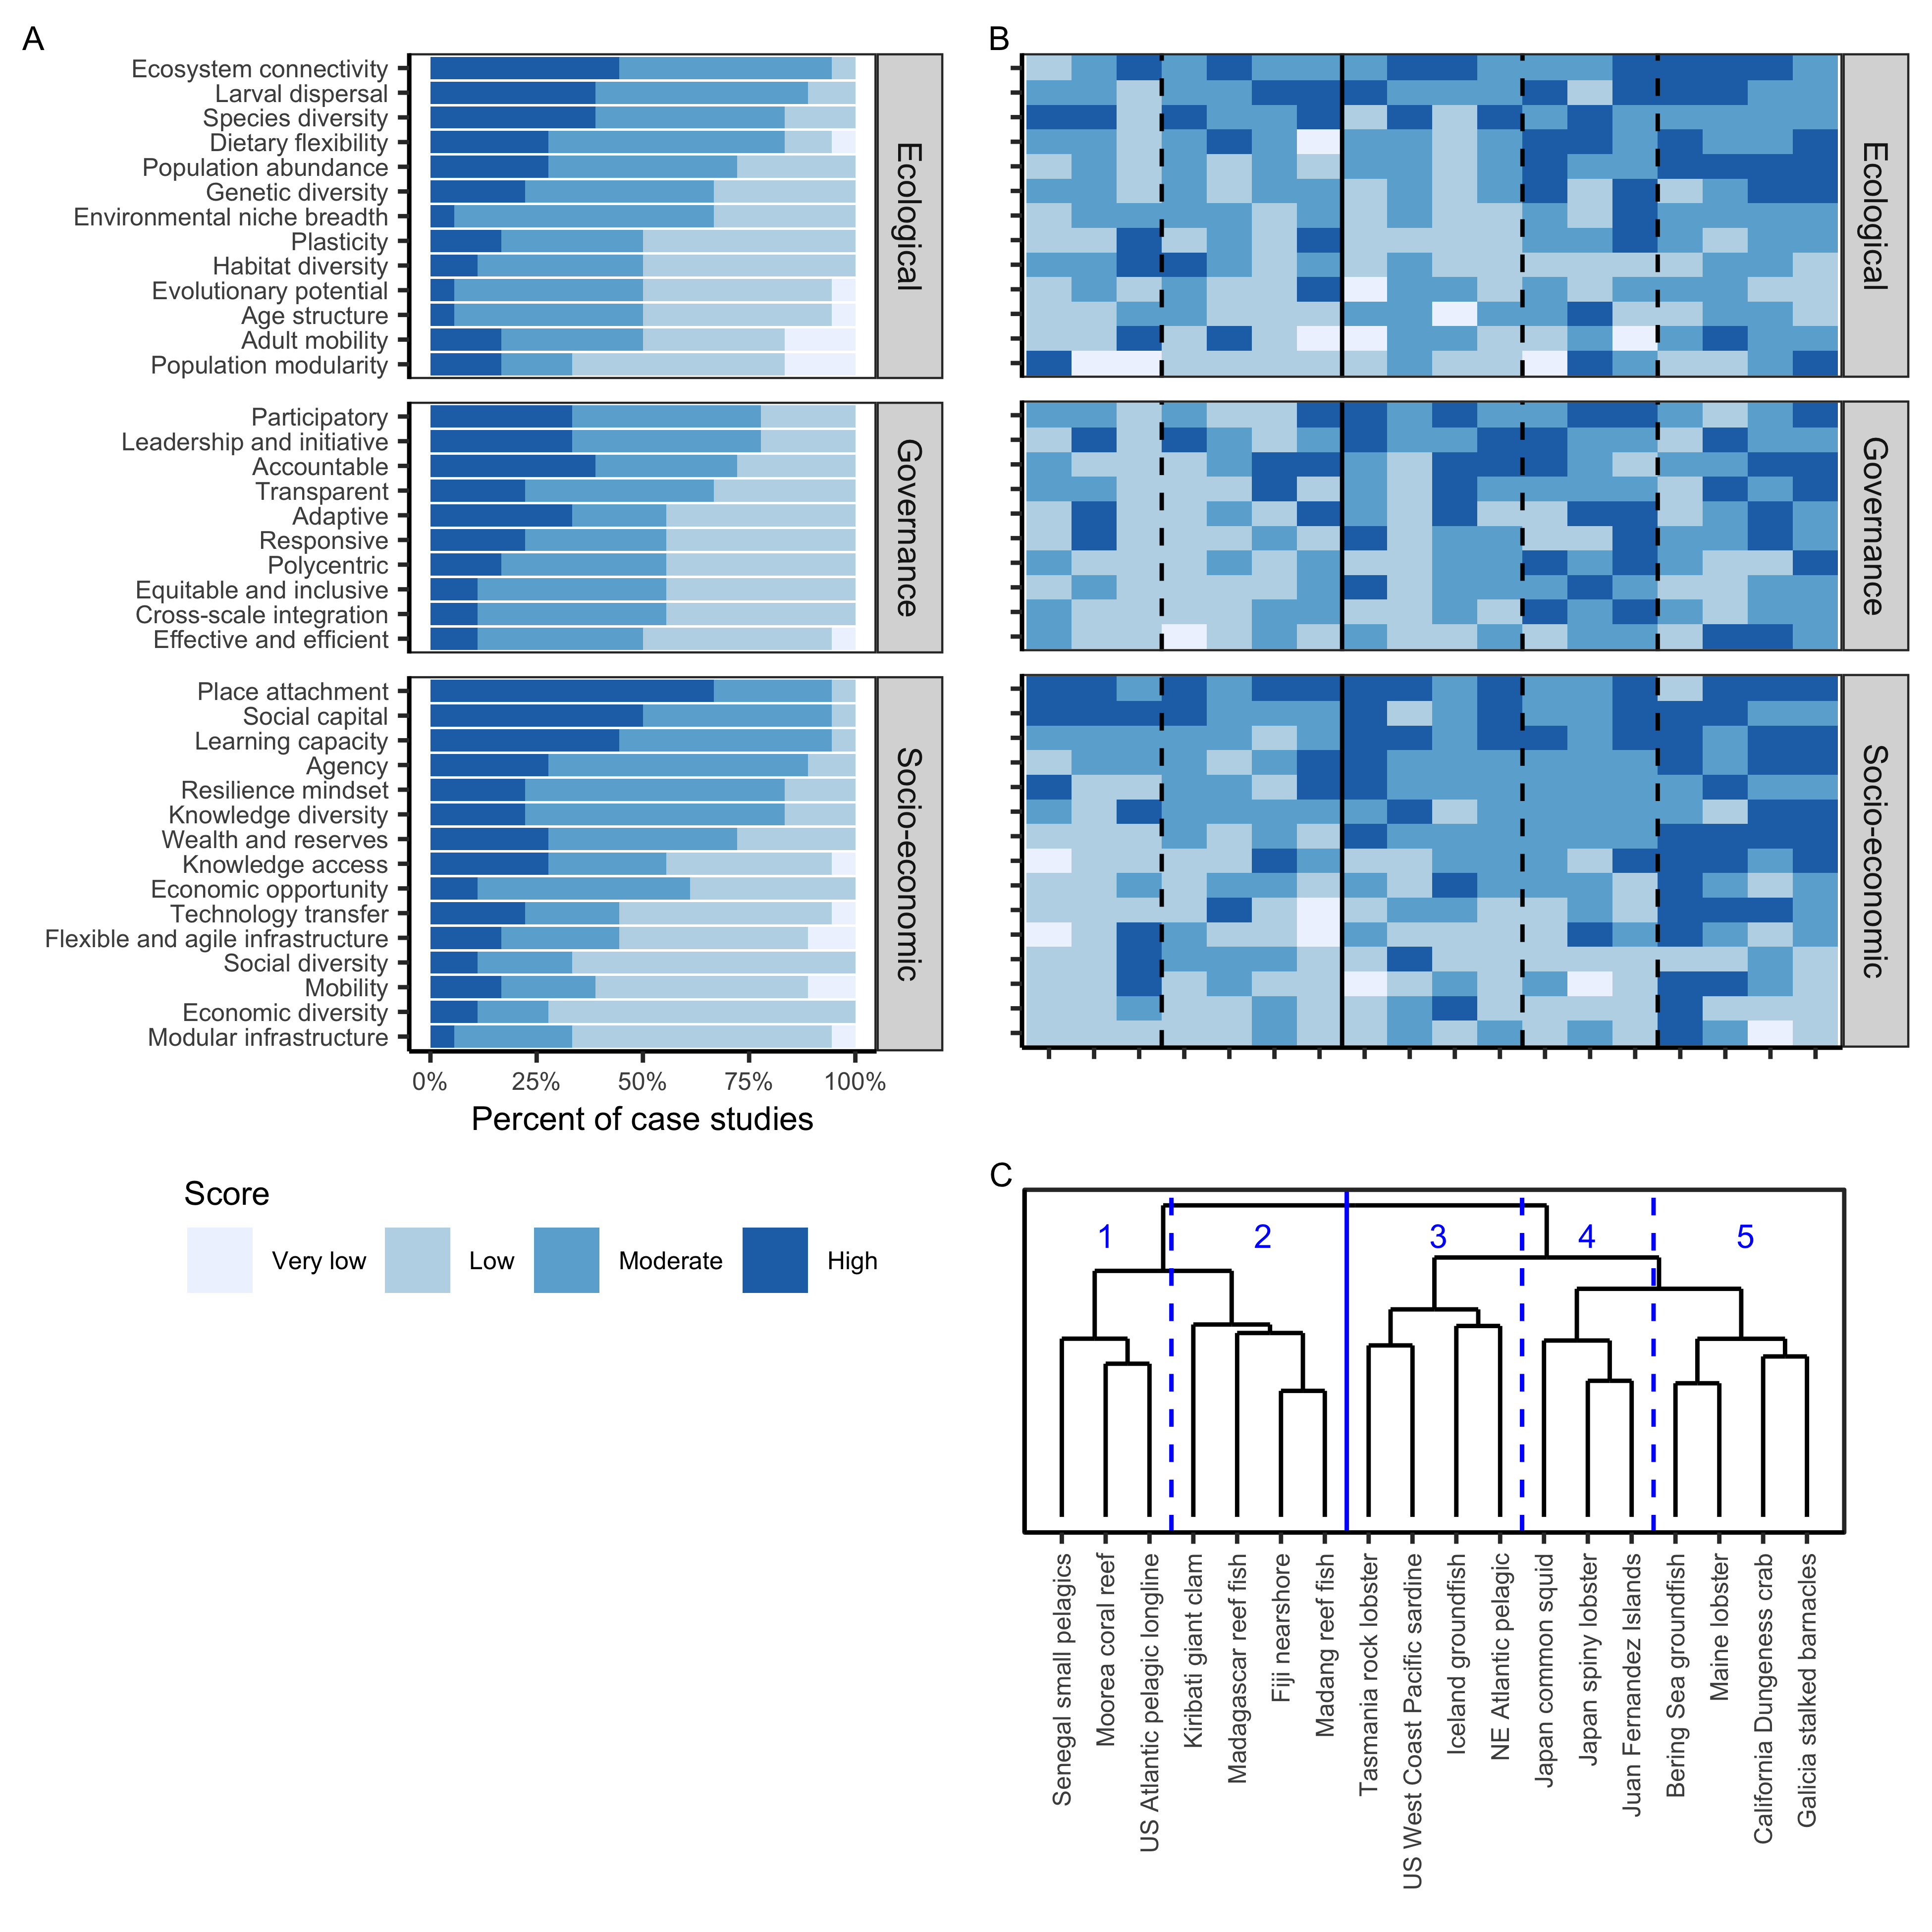 A
Ecosystem connectivity
Larval dispersal
Species diversity
Dietary flexibility
Population abundance
Genetic diversity
Environmental niche breadth
Plasticity
Habitat diversity
Evolutionary potential
Age structure
Adult mobility
Population modularity
Ecological
Participatory
Leadership and initiative
Accountable
Transparent
Adaptive
Responsive
Polycentric
Equitable and inclusive
Cross-scale integration
Effective and efficient
Governance
Place attachment
Social capital
Learning capacity
Agency
Resilience mindset
Knowledge diversity
Wealth and reserves
Knowledge access
Economic opportunity
Technology transfer
Flexible and agile infrastructure
Social diversity
Mobility
Economic diversity
Modular infrastructure
Socio-economic
0% 25% 50% 75% 100%
Percent of case studies
Score
Very low Low Moderate High
B
Ecological
Governance
Socio-economic
C
1 2 3 4 5
Senegal small pelagics
Moorea coral reef
US Atlantic pelagic longline
Kiribati giant clam
Madagascar reef fish
Fiji nearshore
Madang reef fish
Tasmania rock lobster
US West Coast Pacific sardine
Iceland groundfish
NE Atlantic pelagic
Japan common squid
Japan spiny lobster
Juan Fernandez Islands
Bering Sea groundfish
Maine lobster
California Dungeness crab
Galicia stalked barnacles